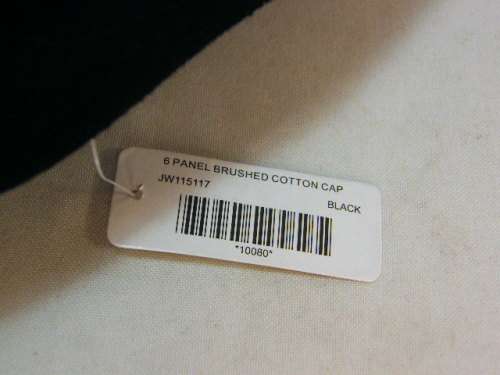 6 PANEL BRUSHED COTTON CAP
JW115117
BLACK
*10080*